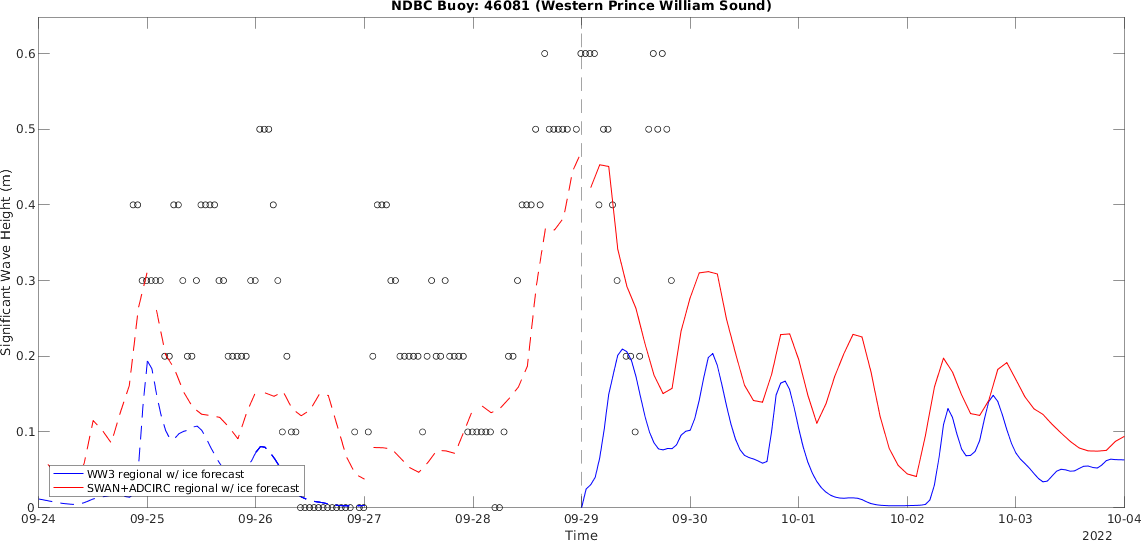 NDBC Buoy: 46081 (Western Prince William Sound)
Significant Wave Height (m)
0.6
0.5
0.4
0.3
0.2
0.1
0
WW3 regional w/ ice forecast
SWAN+ADCIRC regional w/ ice forecast
09-24 09-25 09-26 09-27 09-28 09-29 09-30 10-01 10-02 10-03 10-04
Time
2022